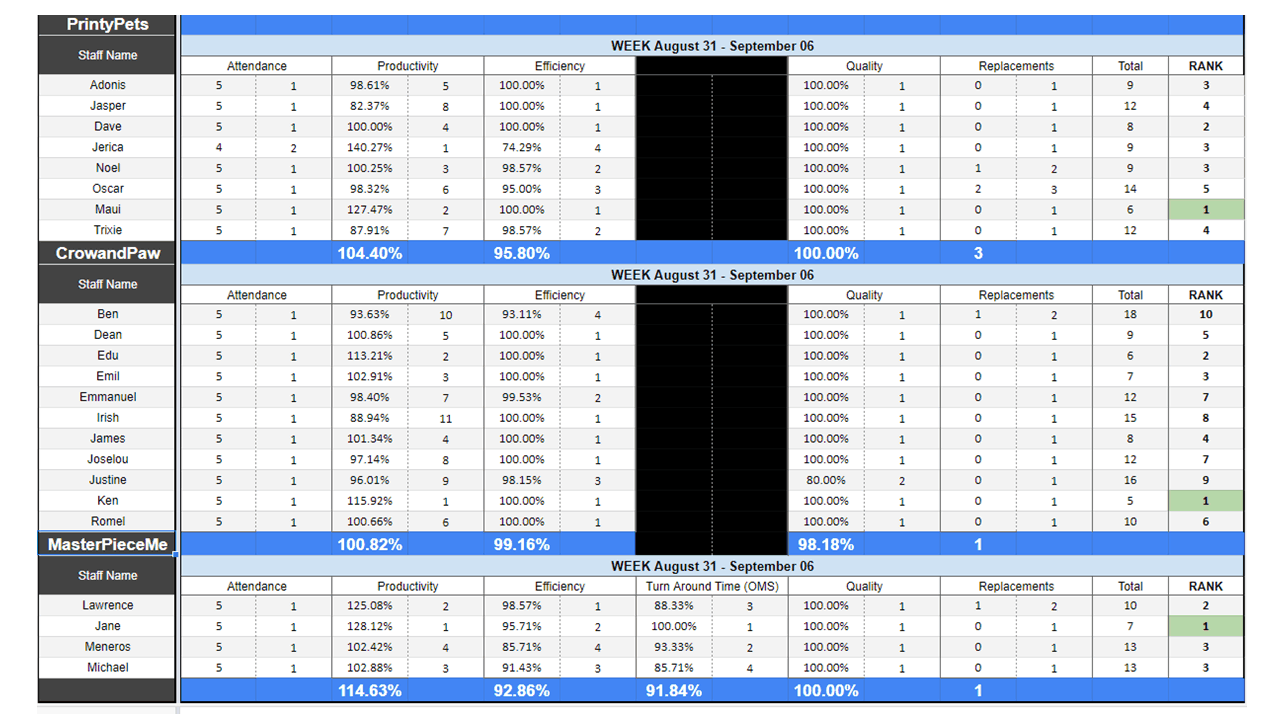 PrintyPets
Staff Name WEEK August 31 - September 06
Attendance Productivity Efficiency Quality Replacements Total RANK
Adonis 5 1 98.61% 5 100.00% 1 100.00% 1 0 1 9 3
Jasper 5 1 82.37% 8 100.00% 1 100.00% 1 0 1 12 4
Dave 5 1 100.00% 4 100.00% 1 100.00% 1 0 1 8 2
Jerica 4 2 140.27% 1 74.29% 4 100.00% 1 0 1 9 3
Noel 5 1 100.25% 3 98.57% 2 100.00% 1 1 2 9 3
Oscar 5 1 98.32% 6 95.00% 3 100.00% 1 2 3 14 5
Maui 5 1 127.47% 2 100.00% 1 100.00% 1 0 1 6 1
Trixie 5 1 87.91% 7 98.57% 2 100.00% 1 0 1 12 4
CrowandPaw 104.40% 95.80% 100.00% 3
Staff Name WEEK August 31 - September 06
Attendance Productivity Efficiency Quality Replacements Total RANK
Ben 5 1 93.63% 10 93.11% 4 100.00% 1 1 2 18 10
Dean 5 1 100.86% 5 100.00% 1 100.00% 1 0 1 9 5
Edu 5 1 113.21% 2 100.00% 1 100.00% 1 0 1 6 2
Emil 5 1 102.91% 3 100.00% 1 100.00% 1 0 1 7 3
Emmanuel 5 1 98.40% 7 99.53% 2 100.00% 1 0 1 12 7
Irish 5 1 88.94% 11 100.00% 1 100.00% 1 0 1 15 8
James 5 1 101.34% 4 100.00% 1 100.00% 1 0 1 8 4
Joselou 5 1 97.14% 8 100.00% 1 100.00% 1 0 1 12 7
Justine 5 1 96.01% 9 98.15% 3 80.00% 2 0 1 16 9
Ken 5 1 115.92% 1 100.00% 1 100.00% 1 0 1 5 1
Romel 5 1 100.66% 6 100.00% 1 100.00% 1 0 1 10 6
MasterPieceMe 100.82% 99.16% 98.18% 1
Staff Name WEEK August 31 - September 06
Attendance Productivity Efficiency Turn Around Time (OMS) Quality Replacements Total RANK
Lawrence 5 1 125.08% 2 98.57% 1 88.33% 3 100.00% 1 1 2 10 2
Jane 5 1 128.12% 1 95.71% 2 100.00% 1 100.00% 1 0 1 7 1
Meneros 5 1 102.42% 4 85.71% 4 93.33% 2 100.00% 1 0 1 13 3
Michael 5 1 102.88% 3 91.43% 3 85.71% 4 100.00% 1 0 1 13 3
114.63% 92.86% 91.84% 100.00% 1